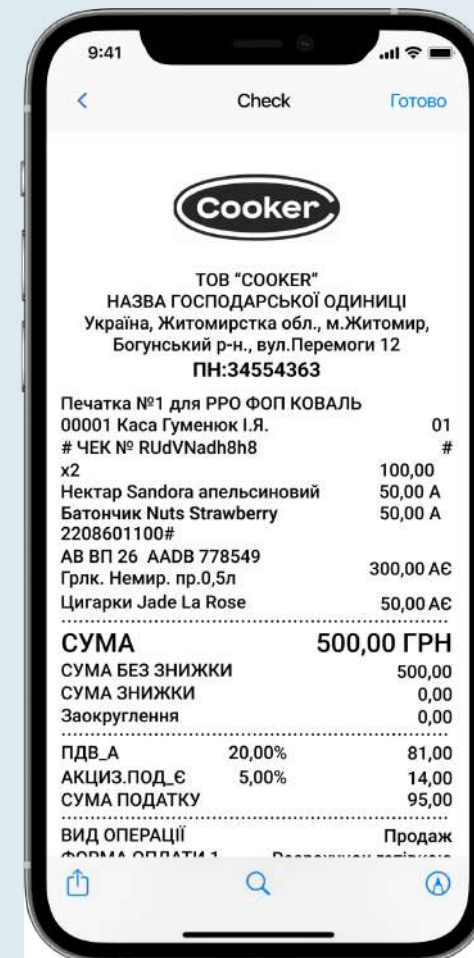 9:41
Check
Готово
Cooker
ТОВ "COOKER"
НАЗВА ГОСПОДАРСЬКОЇ ОДИНИЦІ
Україна, Житомирстка обл., м.Житомир,
Богунський р-н., вул.Перемоги 12
ПН:34554363
Печатка №1 для РРО ФОП КОВАЛЬ
00001 Каса Гуменюк І.Я. 01
# ЧЕК № RUdVNadh8h8 #
x2 100,00
Нектар Sandora апельсиновий 50,00 А
Батончик Nuts Strawberry 50,00 А
2208601100#
АВ ВП 26 AADB 778549
Грлк. Немир. пр.0,5л 300,00 АЄ
Цигарки Jade La Rose 50,00 АЄ
СУМА 500,00 ГРН
СУМА БЕЗ ЗНИЖКИ 500,00
СУМА ЗНИЖКИ 0,00
Заокруглення 0,00
ПДВ_А 20,00% 81,00
АКЦИЗ.ПОД_Є 5,00% 14,00
СУМА ПОДАТКУ 95,00
ВИД ОПЕРАЦІЇ Продаж